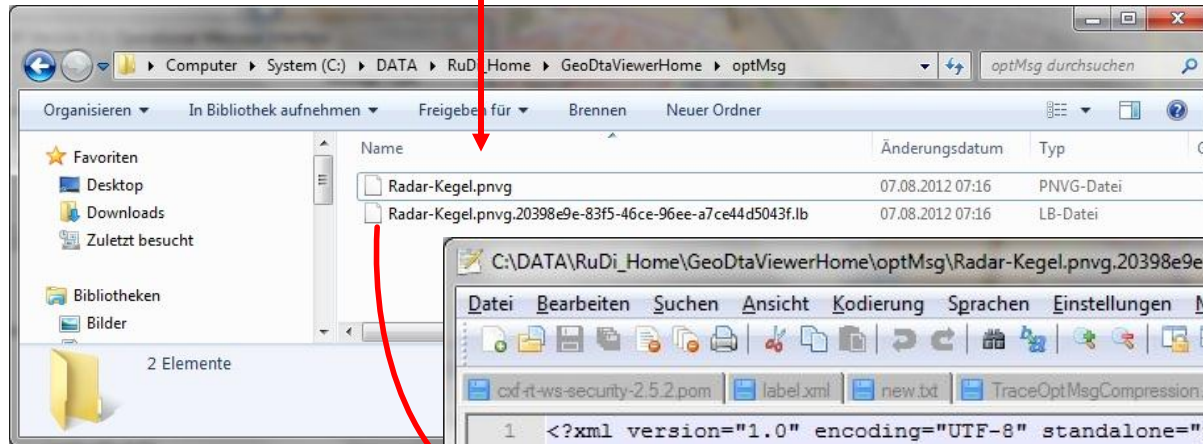 Computer ▸ System (C:) ▸ DATA ▸ RuDi_Home ▸ GeoDtaViewerHome ▸ optMsg
optMsg durchsuchen
Organisieren In Bibliothek aufnehmen Freigeben für Brennen Neuer Ordner
Favoriten
Desktop
Downloads
Zuletzt besucht
Bibliotheken
Bilder
2 Elemente
Name Änderungsdatum Typ
Radar-Kegel.pnvg 07.08.2012 07:16 PNVG-Datei
Radar-Kegel.pnvg.20398e9e-83f5-46ce-96ee-a7ce44d5043f.lb 07.08.2012 07:16 LB-Datei
C:\DATA\RuDi_Home\GeoDtaViewerHome\optMsg\Radar-Kegel.pnvg.20398e9e
Datei Bearbeiten Suchen Ansicht Kodierung Sprachen Einstellungen
cxf-rt-ws-security-2.5.2.pom label.xml new.txt TraceOptMsgCompression
1 <?xml version="1.0" encoding="UTF-8" standalone="